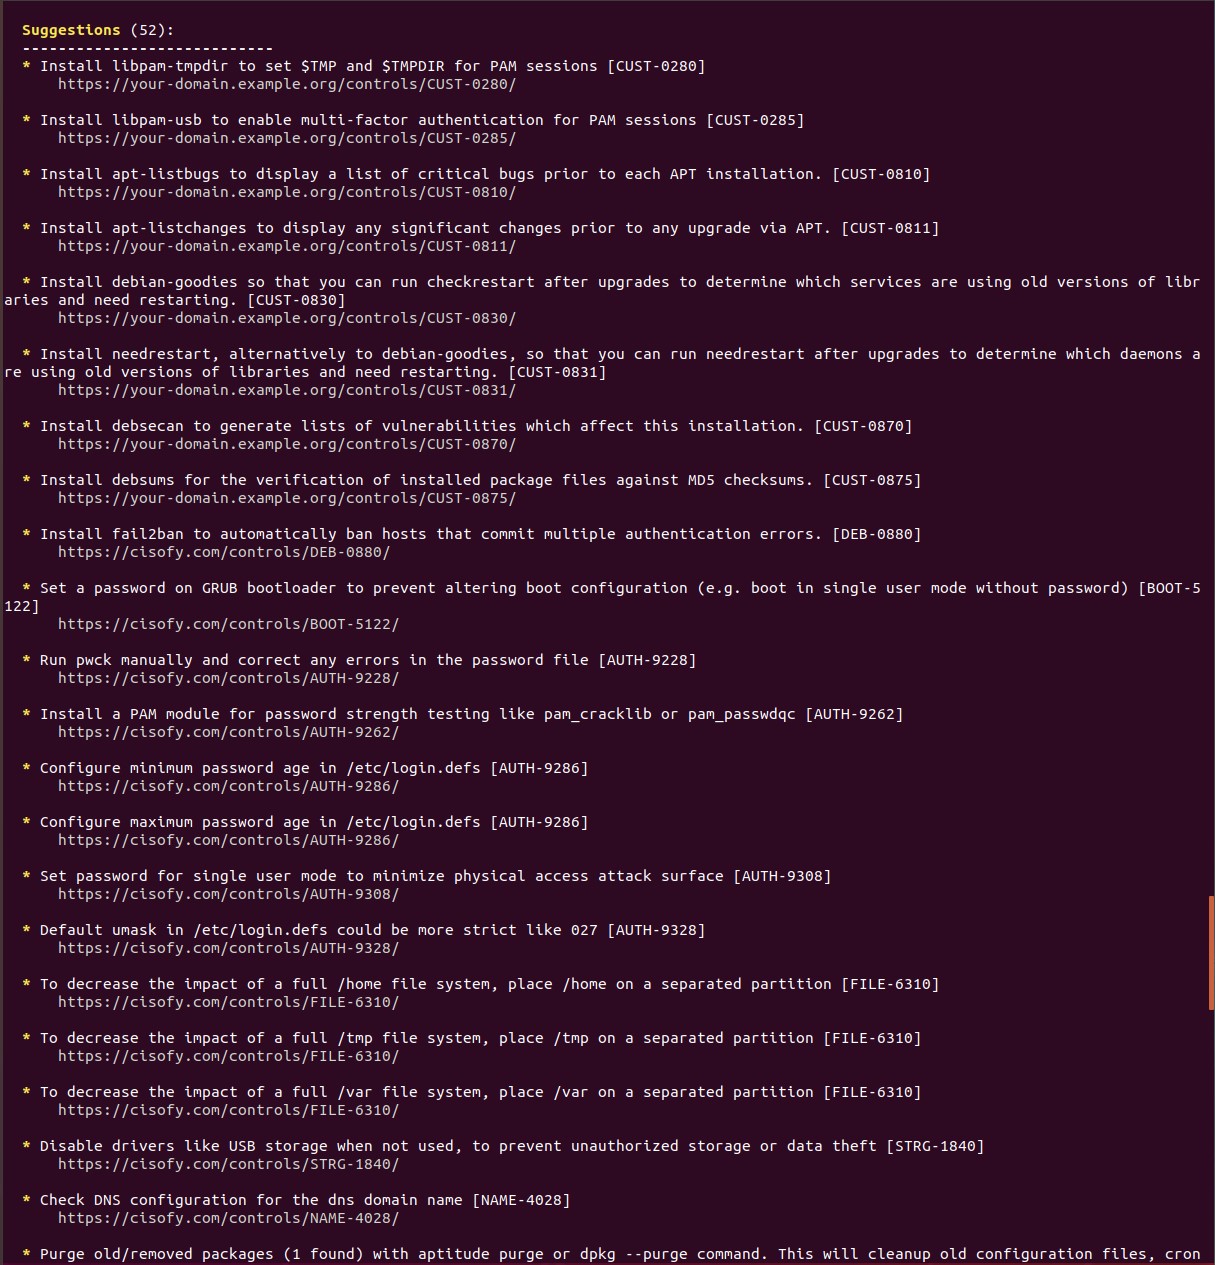 Suggestions (52):
----------------------------
* Install libpam-tmpdir to set $TMP and $TMPDIR for PAM sessions [CUST-0280]
https://your-domain.example.org/controls/CUST-0280/
* Install libpam-usb to enable multi-factor authentication for PAM sessions [CUST-0285]
https://your-domain.example.org/controls/CUST-0285/
* Install apt-listbugs to display a list of critical bugs prior to each APT installation. [CUST-0810]
https://your-domain.example.org/controls/CUST-0810/
* Install apt-listchanges to display any significant changes prior to any upgrade via APT. [CUST-0811]
https://your-domain.example.org/controls/CUST-0811/
* Install debian-goodies so that you can run checkrestart after upgrades to determine which services are using old versions of libr
aries and need restarting. [CUST-0830]
https://your-domain.example.org/controls/CUST-0830/
* Install needrestart, alternatively to debian-goodies, so that you can run needrestart after upgrades to determine which daemons a
re using old versions of libraries and need restarting. [CUST-0831]
https://your-domain.example.org/controls/CUST-0831/
* Install debsecan to generate lists of vulnerabilities which affect this installation. [CUST-0870]
https://your-domain.example.org/controls/CUST-0870/
* Install debsums for the verification of installed package files against MD5 checksums. [CUST-0875]
https://your-domain.example.org/controls/CUST-0875/
* Install fail2ban to automatically ban hosts that commit multiple authentication errors. [DEB-0880]
https://cisofy.com/controls/DEB-0880/
* Set a password on GRUB bootloader to prevent altering boot configuration (e.g. boot in single user mode without password) [BOOT-5
122]
https://cisofy.com/controls/BOOT-5122/
* Run pwck manually and correct any errors in the password file [AUTH-9228]
https://cisofy.com/controls/AUTH-9228/
* Install a PAM module for password strength testing like pam_cracklib or pam_passwdqc [AUTH-9262]
https://cisofy.com/controls/AUTH-9262/
* Configure minimum password age in /etc/login.defs [AUTH-9286]
https://cisofy.com/controls/AUTH-9286/
* Configure maximum password age in /etc/login.defs [AUTH-9286]
https://cisofy.com/controls/AUTH-9286/
* Set password for single user mode to minimize physical access attack surface [AUTH-9308]
https://cisofy.com/controls/AUTH-9308/
* Default umask in /etc/login.defs could be more strict like 027 [AUTH-9328]
https://cisofy.com/controls/AUTH-9328/
* To decrease the impact of a full /home file system, place /home on a separated partition [FILE-6310]
https://cisofy.com/controls/FILE-6310/
* To decrease the impact of a full /tmp file system, place /tmp on a separated partition [FILE-6310]
https://cisofy.com/controls/FILE-6310/
* To decrease the impact of a full /var file system, place /var on a separated partition [FILE-6310]
https://cisofy.com/controls/FILE-6310/
* Disable drivers like USB storage when not used, to prevent unauthorized storage or data theft [STRG-1840]
https://cisofy.com/controls/STRG-1840/
* Check DNS configuration for the dns domain name [NAME-4028]
https://cisofy.com/controls/NAME-4028/
* Purge old/removed packages (1 found) with aptitude purge or dpkg --purge command. This will cleanup old configuration files, cron